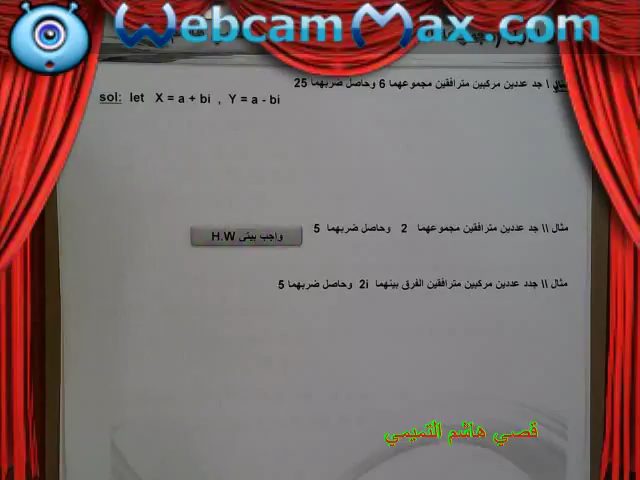 WebcamMax.com
مثال \ جد عددين مركبين مترافقين مجموعهما 6 وحاصل ضربهما 25
sol: let X = a + bi , Y = a - bi
مثال \\ جد عددين مترافقين مجموعهما 2 وحاصل ضربهما 5
واجب بيتي H.W
مثال \\ جدد عددين مركبين مترافقين الفرق بينهما 2i وحاصل ضربهما 5
قصي هاشم التميمي